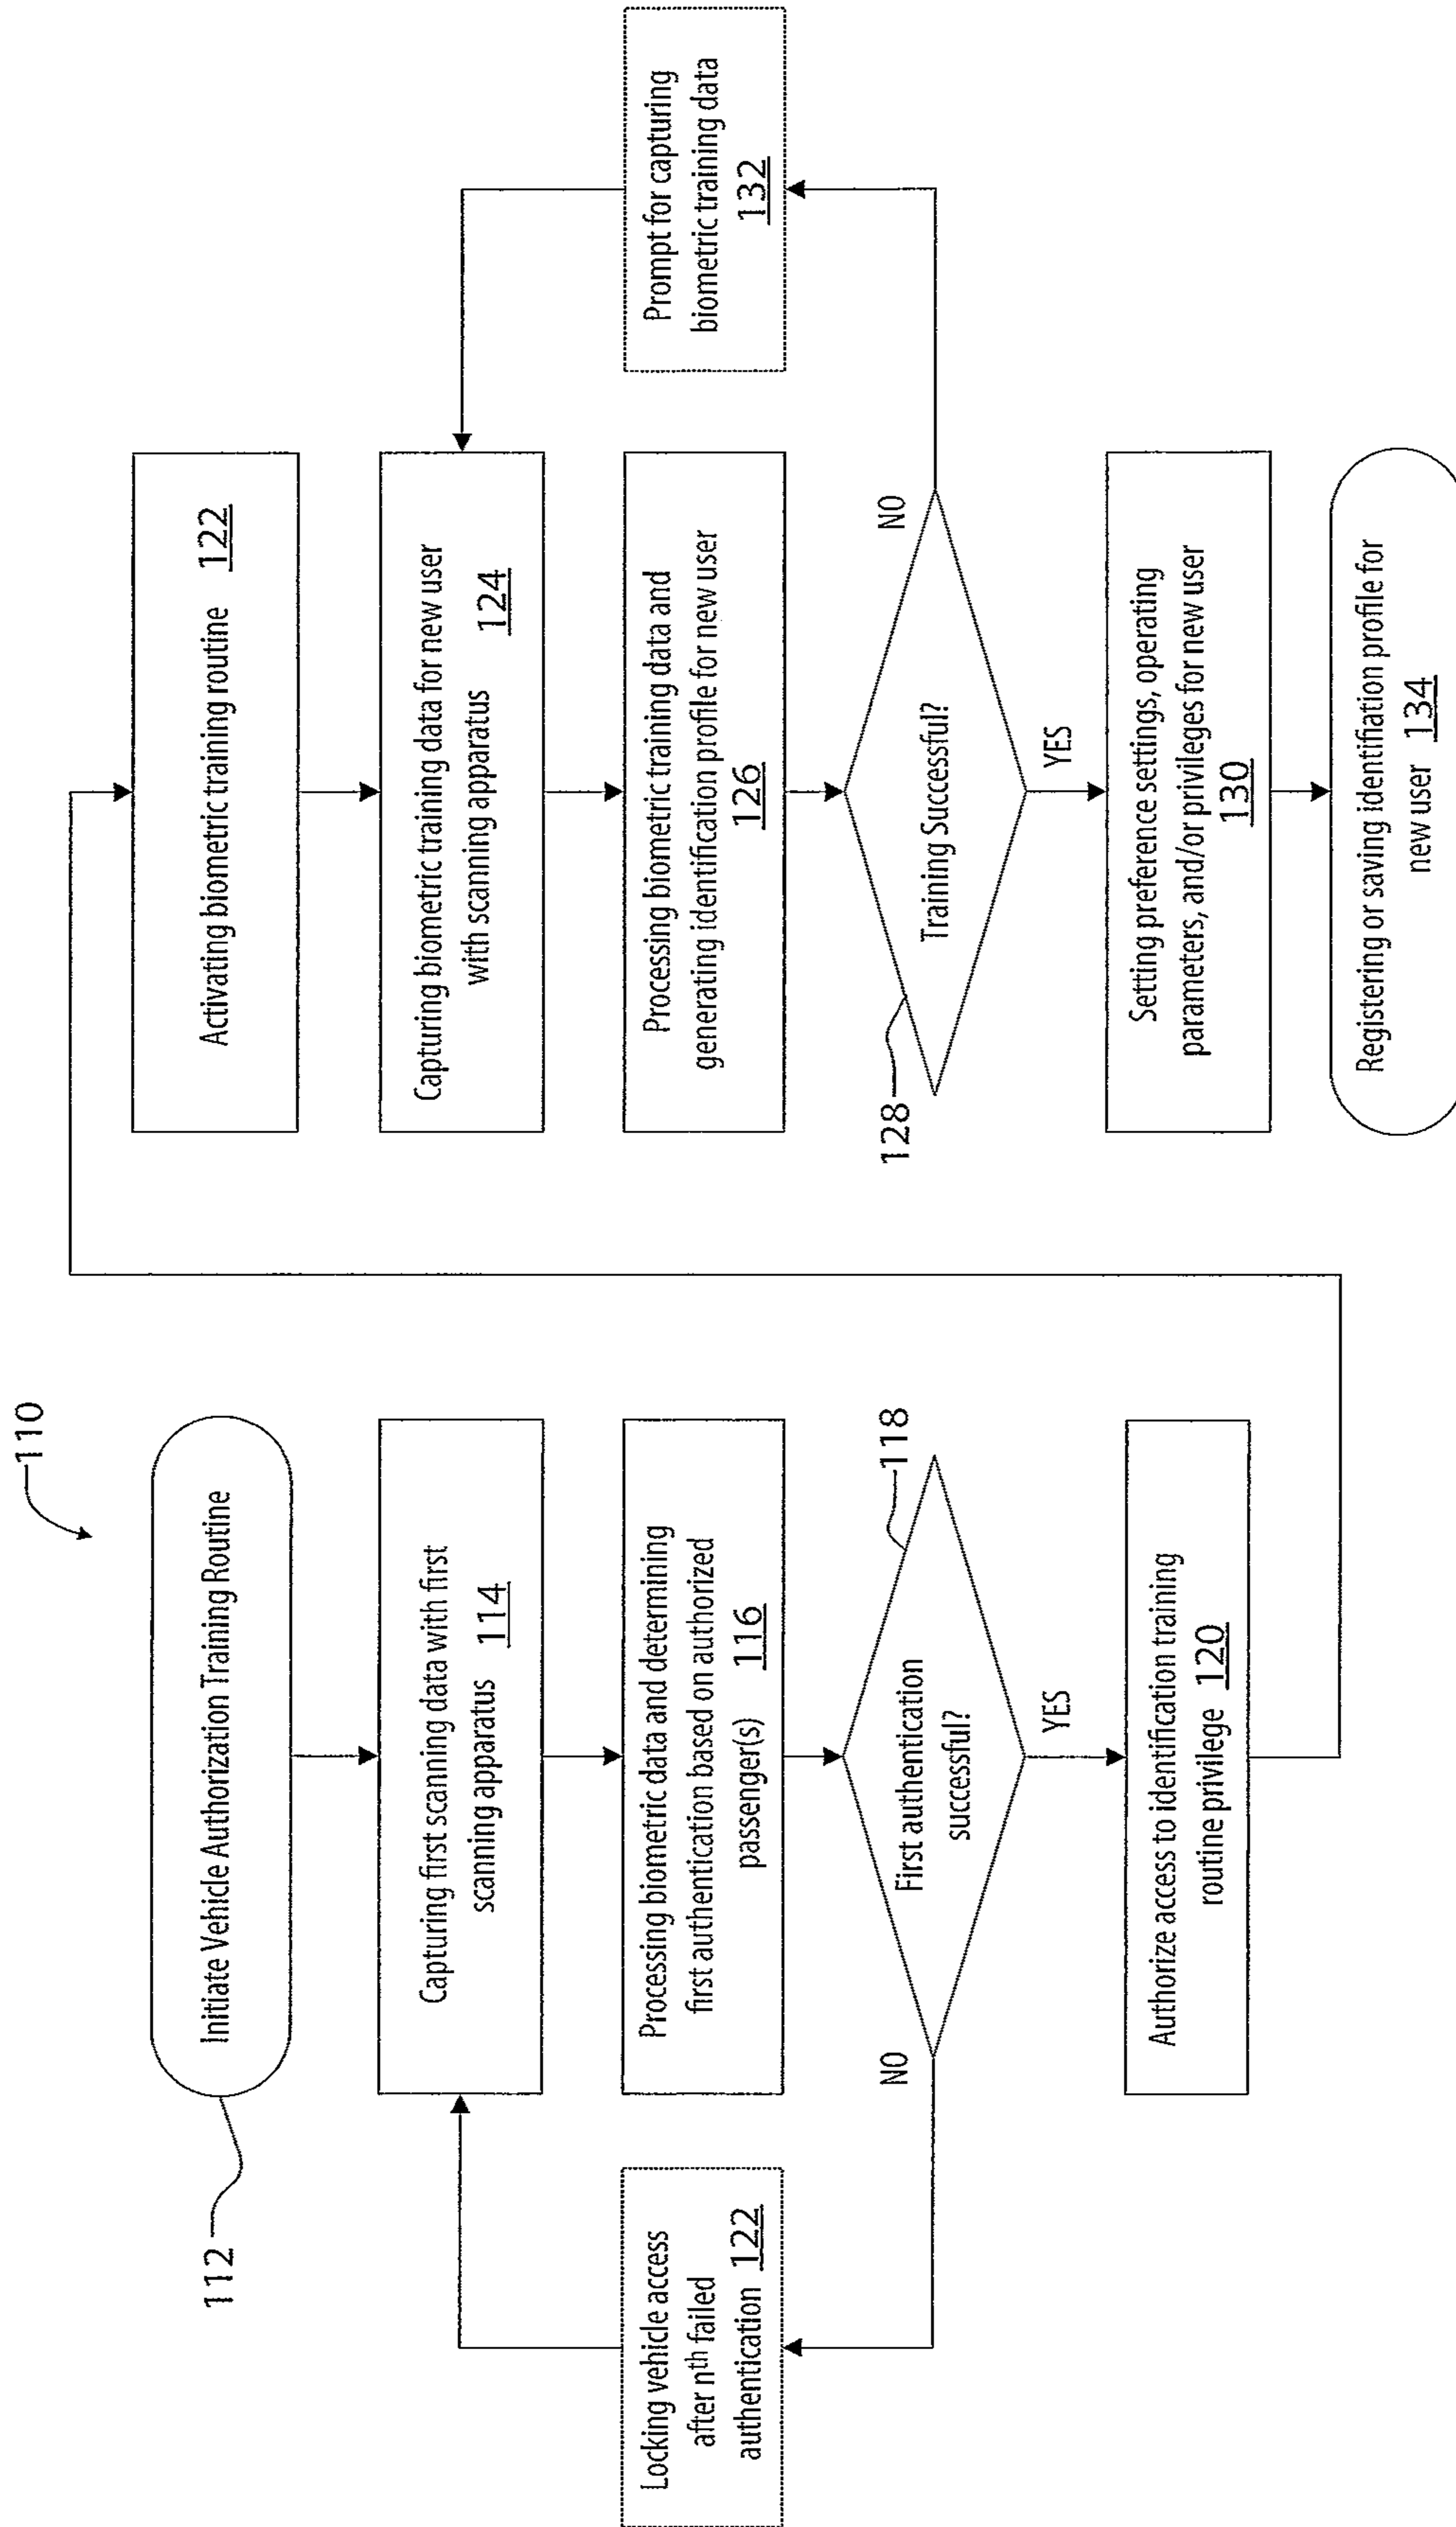 110
112
Initiate Vehicle Authorization Training Routine
Capturing first scanning data with first
scanning apparatus 114
Processing biometric data and determining
first authentication based on authorized
passenger(s) 116
First authentication
successful?
118
NO
YES
Locking vehicle access
after nth failed
authentication 122
Authorize access to identification training
routine privilege 120
Activating biometric training routine 122
Capturing biometric training data for new user
with scanning apparatus 124
Processing biometric training data and
generating identification profile for new user
126
Training Successful?
128
NO
YES
Prompt for capturing
biometric training data
132
Setting preference settings, operating
parameters, and/or privileges for new user
130
Registering or saving identifiation profile for
new user 134